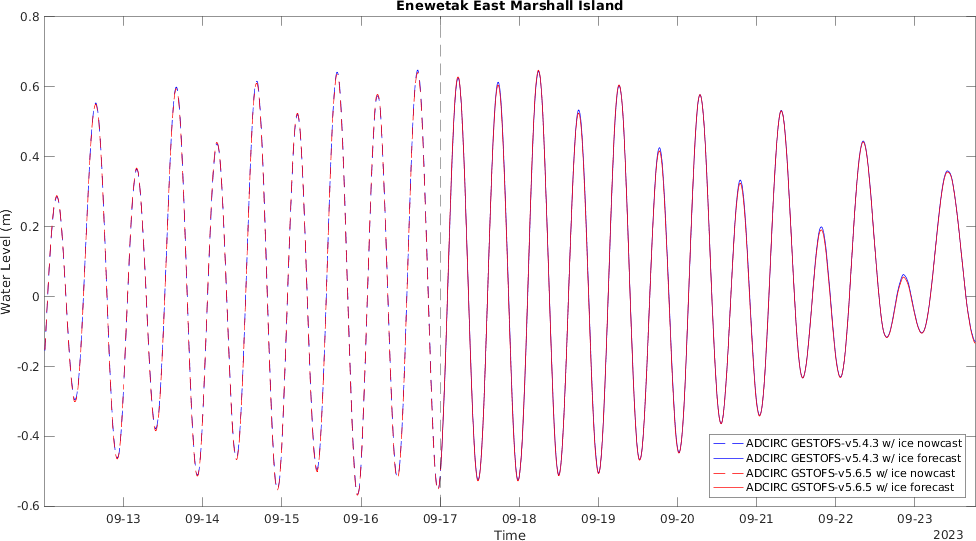 Enewetak East Marshall Island
0.8
0.6
0.4
0.2
0
-0.2
-0.4
-0.6
Water Level (m)
ADCIRC GESTOFS-v5.4.3 w/ ice nowcast
ADCIRC GESTOFS-v5.4.3 w/ ice forecast
ADCIRC GSTOFS-v5.6.5 w/ ice nowcast
ADCIRC GSTOFS-v5.6.5 w/ ice forecast
09-13 09-14 09-15 09-16 09-17 09-18 09-19 09-20 09-21 09-22 09-23
Time
2023